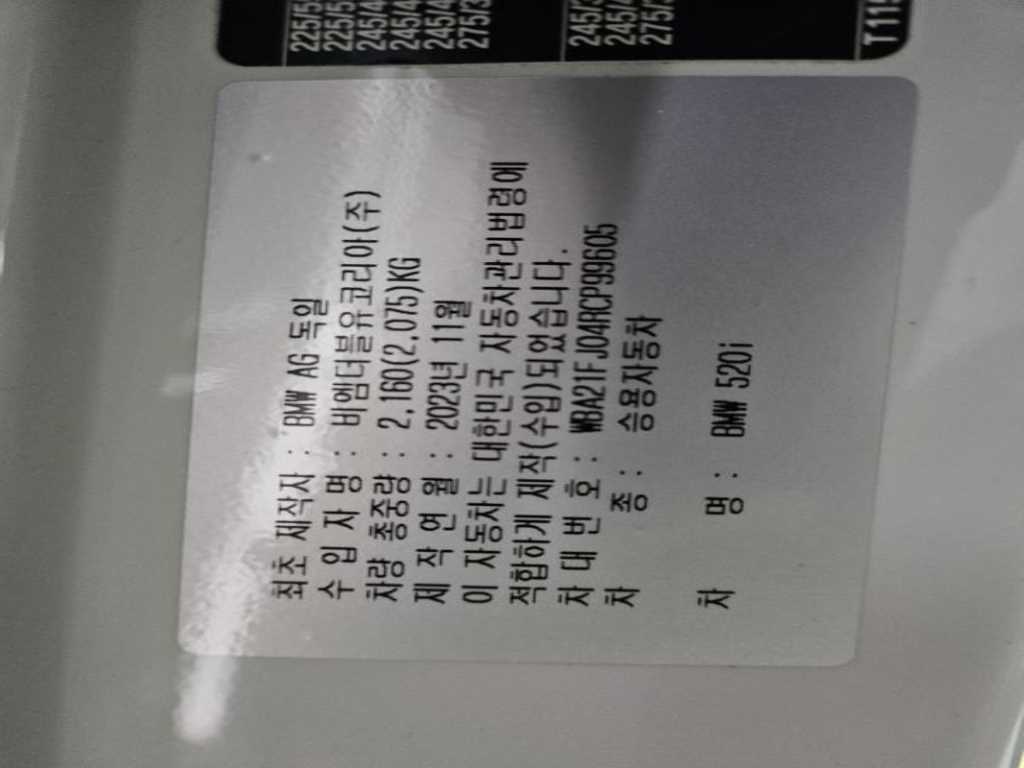 최초 제작자 : BMW AG 독일
수 입 자 명 : 비엠더블유코리아(주)
차량 총중량 : 2,160(2,075)KG
제 작 연 월 : 2023년 11월
이 자동차는 대한민국 자동차관리법령에
적합하게 제작(수입)되었습니다.
차 대 번 호 : WBA21FJ04RCP99605
차 종 : 승용자동차
차 명 : BMW 520i